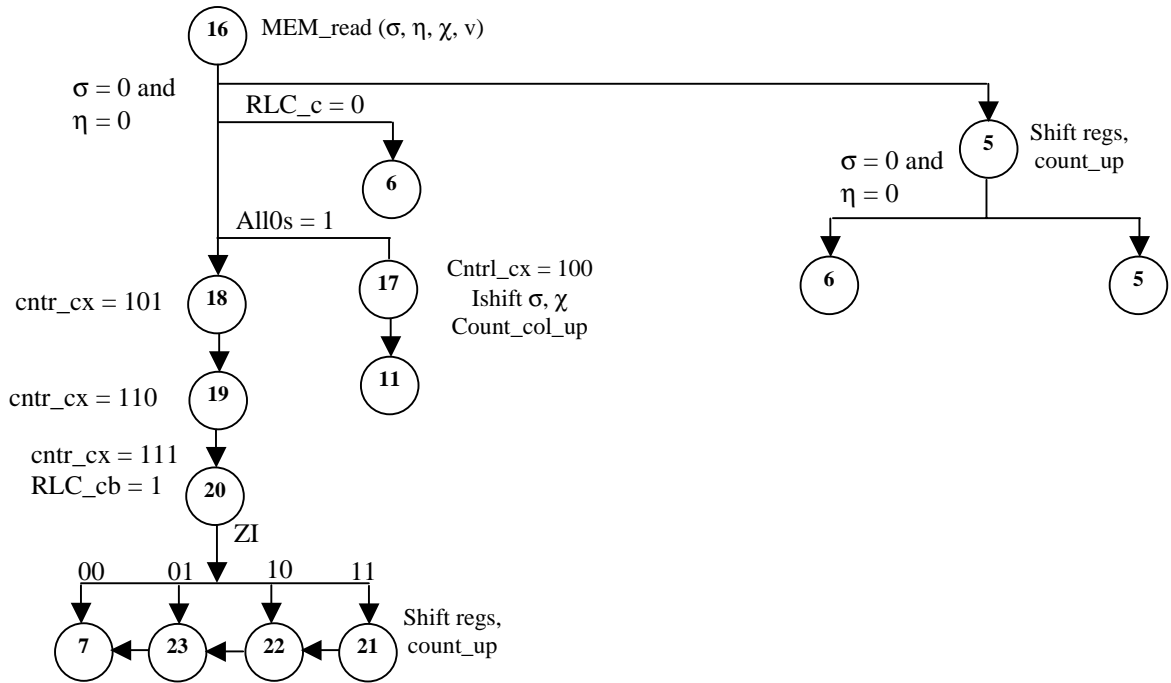 16
MEM_read (σ, η, χ, v)
σ = 0 and
η = 0
RLC_c = 0
5
Shift regs,
count_up
6
σ = 0 and
η = 0
All0s = 1
6
5
cntr_cx = 101
18
17
Cntrl_cx = 100
Ishift σ, χ
Count_col_up
cntr_cx = 110
19
11
cntr_cx = 111
RLC_cb = 1
20
ZI
00 01 10 11
7 23 22 21
Shift regs,
count_up